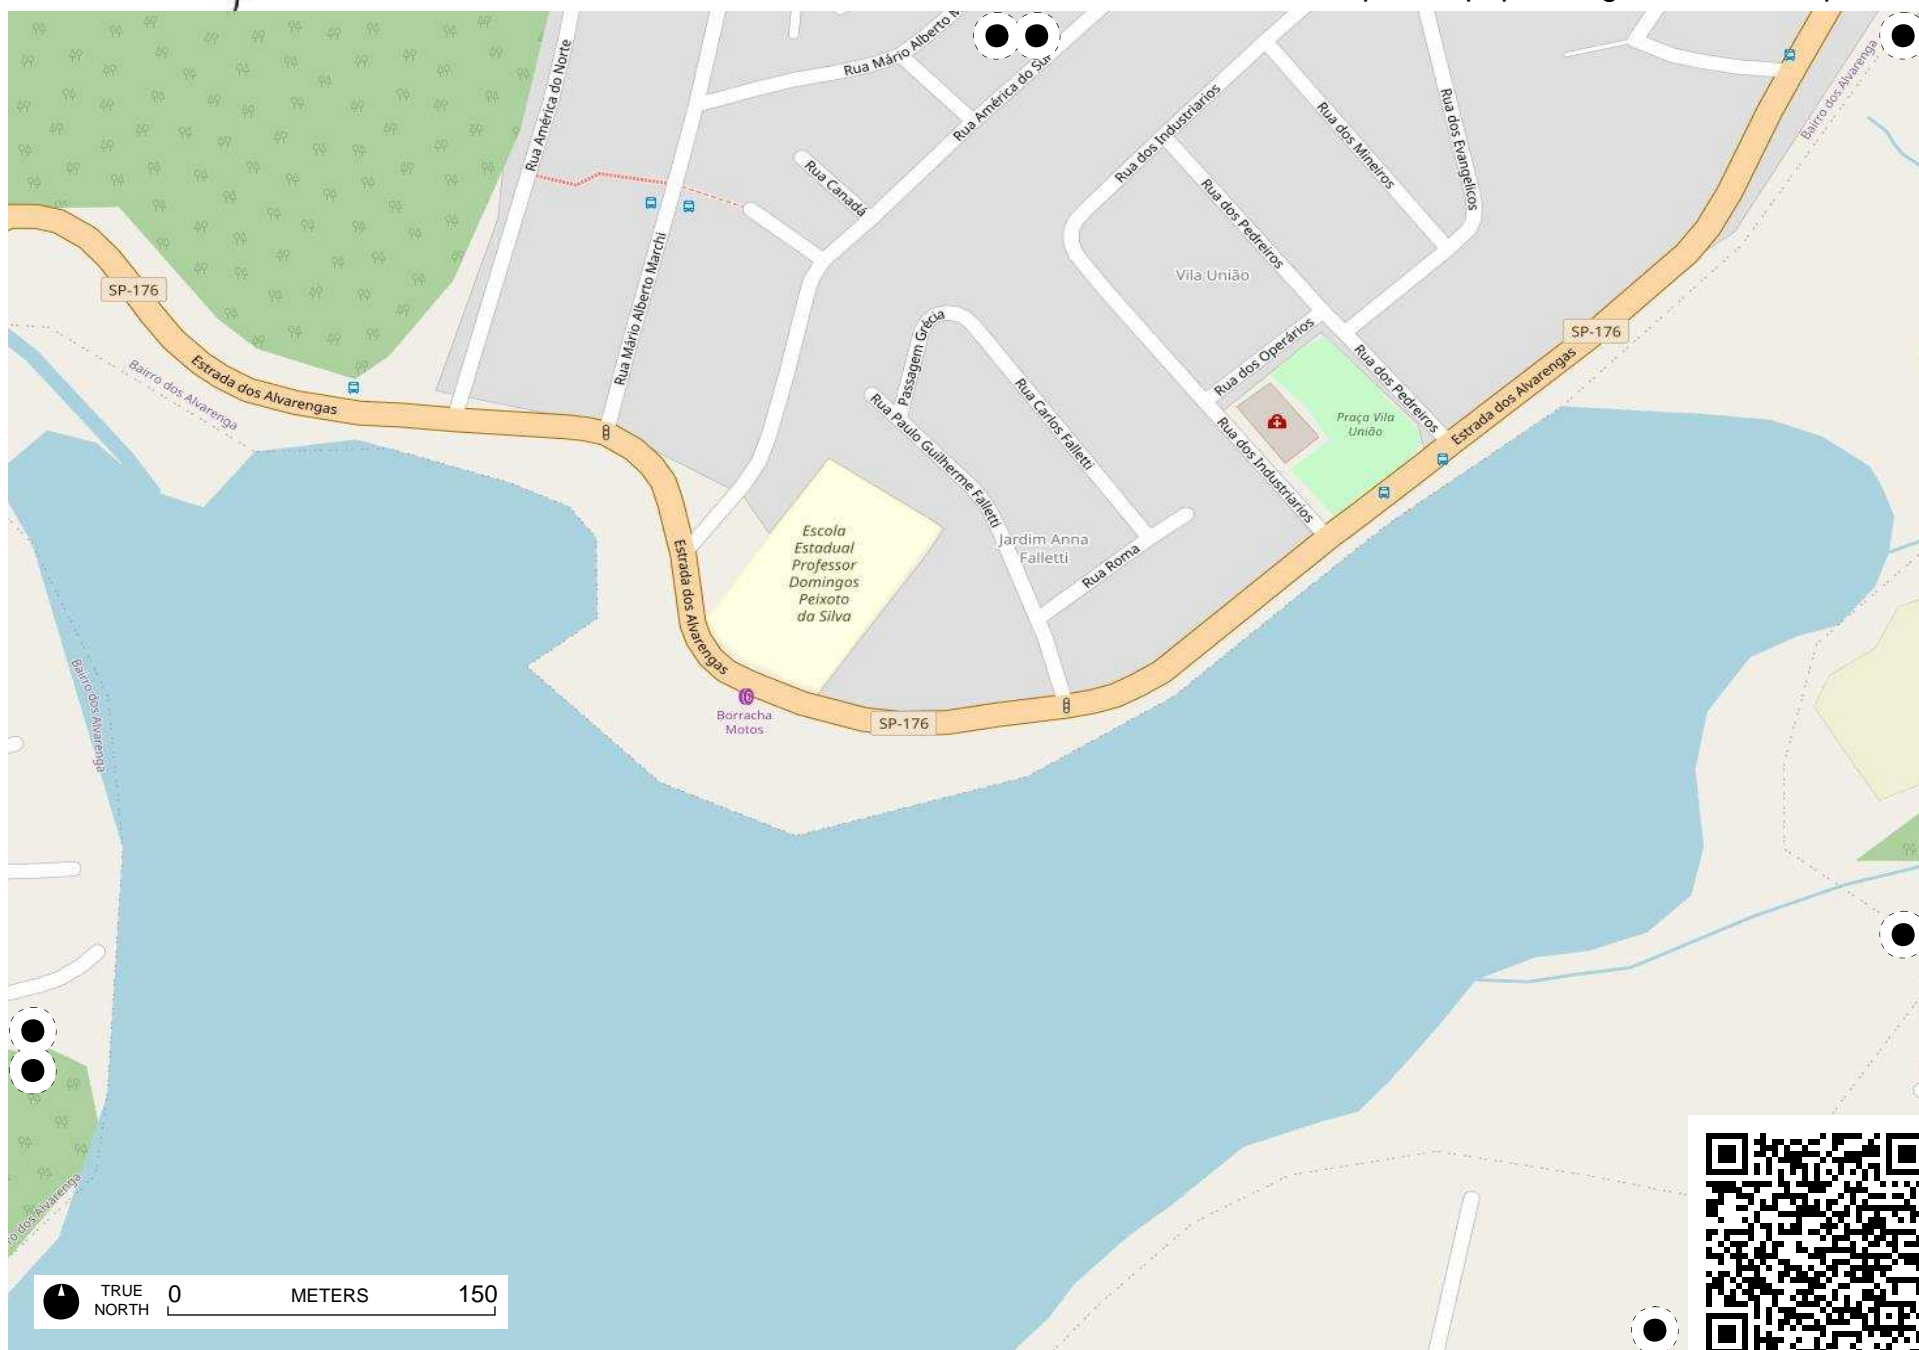 Rua América do Norte
Rua Mário Alberto
Rua América do Sul
Rua dos Industriarios
Rua dos Mineiros
Rua dos Evangelicos
Bairro dos Alvarenga
Rua Canadá
Rua dos Pedreiros
Rua Mário Alberto Marchi
Vila União
SP-176
SP-176
Estrada dos Alvarengas
Bairro dos Alvarenga
Passagem Grécia
Rua dos Operários
Rua dos Pedreiros
Estrada dos Alvarengas
Rua Carlos Falletti
Rua Paulo Guilherme Falletti
Praça Vila
União
Rua dos Industriarios
Escola
Estadual
Professor
Domingos
Peixoto
da Silva
Jardim Anna
Falletti
Rua Roma
Estrada dos Alvarengas
Bairro dos Alvarenga
Borracha
Motos
SP-176
ro dos Alvarenga
TRUE
NORTH
0 METERS 150